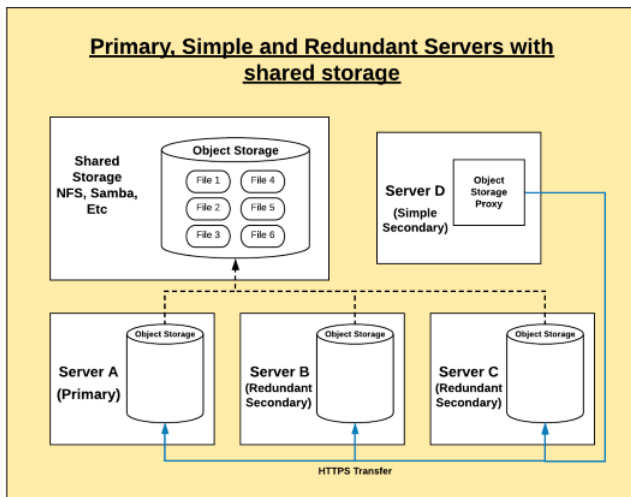 Primary, Simple and Redundant Servers with
shared storage
Shared
Storage
NFS, Samba,
Etc
Object Storage
File 1
File 4
File 2
File 5
File 3
File 6
Server D
(Simple
Secondary)
Object
Storage
Proxy
Server A
(Primary)
Object Storage
Server B
(Redundant
Secondary)
Object Storage
Server C
(Redundant
Secondary)
Object Storage
HTTPS Transfer